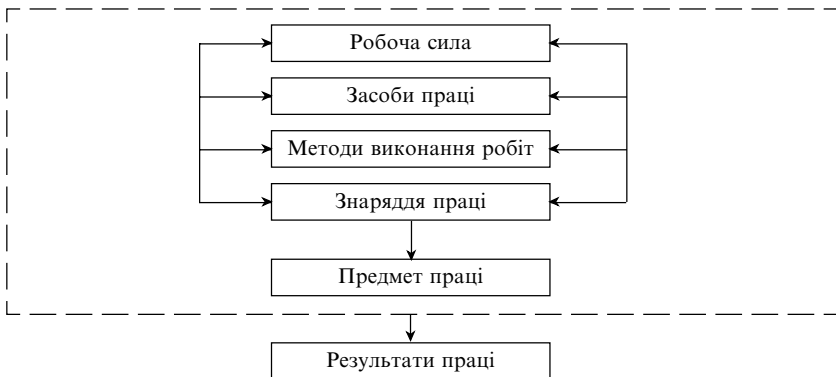 Робоча сила
Засоби праці
Методи виконання робіт
Знаряддя праці
Предмет праці
Результати праці